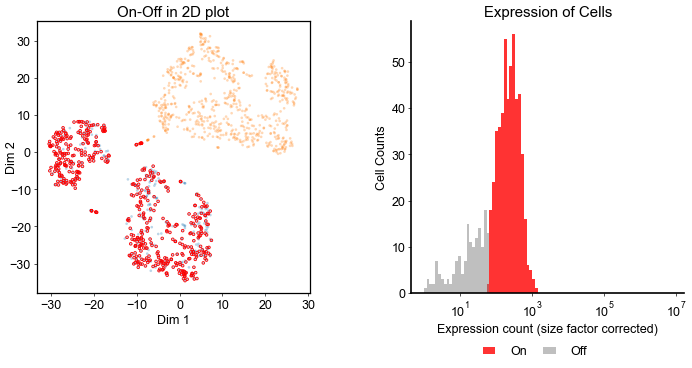 On-Off in 2D plot
30
20
10
0
−10
−20
−30
Dim 2
−30 −20 −10 0 10 20 30
Dim 1
Expression of Cells
50
40
30
20
10
0
Cell Counts
10^1 10^3 10^5 10^7
Expression count (size factor corrected)
On Off